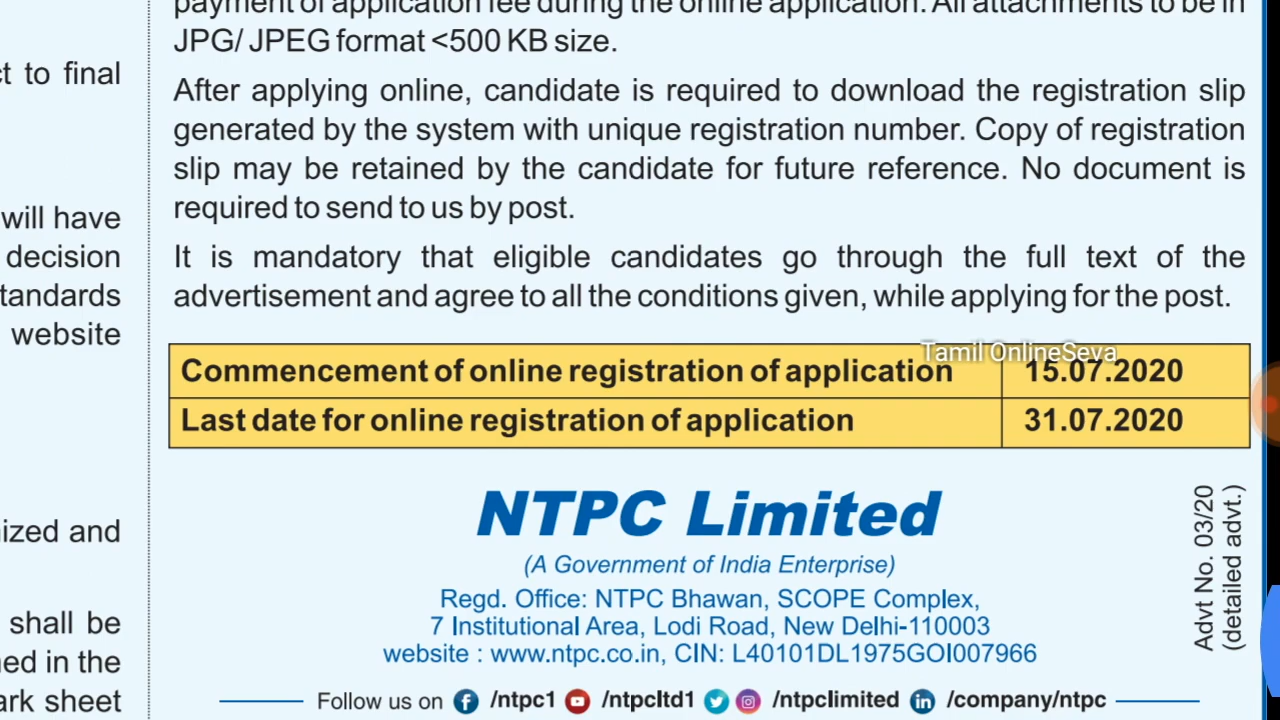 payment of application fee during the online application. All attachments to be in
JPG/ JPEG format <500 KB size.
After applying online, candidate is required to download the registration slip
generated by the system with unique registration number. Copy of registration
slip may be retained by the candidate for future reference. No document is
required to send to us by post.
It is mandatory that eligible candidates go through the full text of the
advertisement and agree to all the conditions given, while applying for the post.
Tamil OnlineSeva
Commencement of online registration of application 15.07.2020
Last date for online registration of application 31.07.2020
NTPC Limited
(A Government of India Enterprise)
Regd. Office: NTPC Bhawan, SCOPE Complex,
7 Institutional Area, Lodi Road, New Delhi-110003
website : www.ntpc.co.in, CIN: L40101DL1975GOI007966
Follow us on /ntpc1 /ntpcltd1 /ntpclimited /company/ntpc
Advt No. 03/20
(detailed advt.)
to final
will have
decision
website
and
shall be
in the
sheet